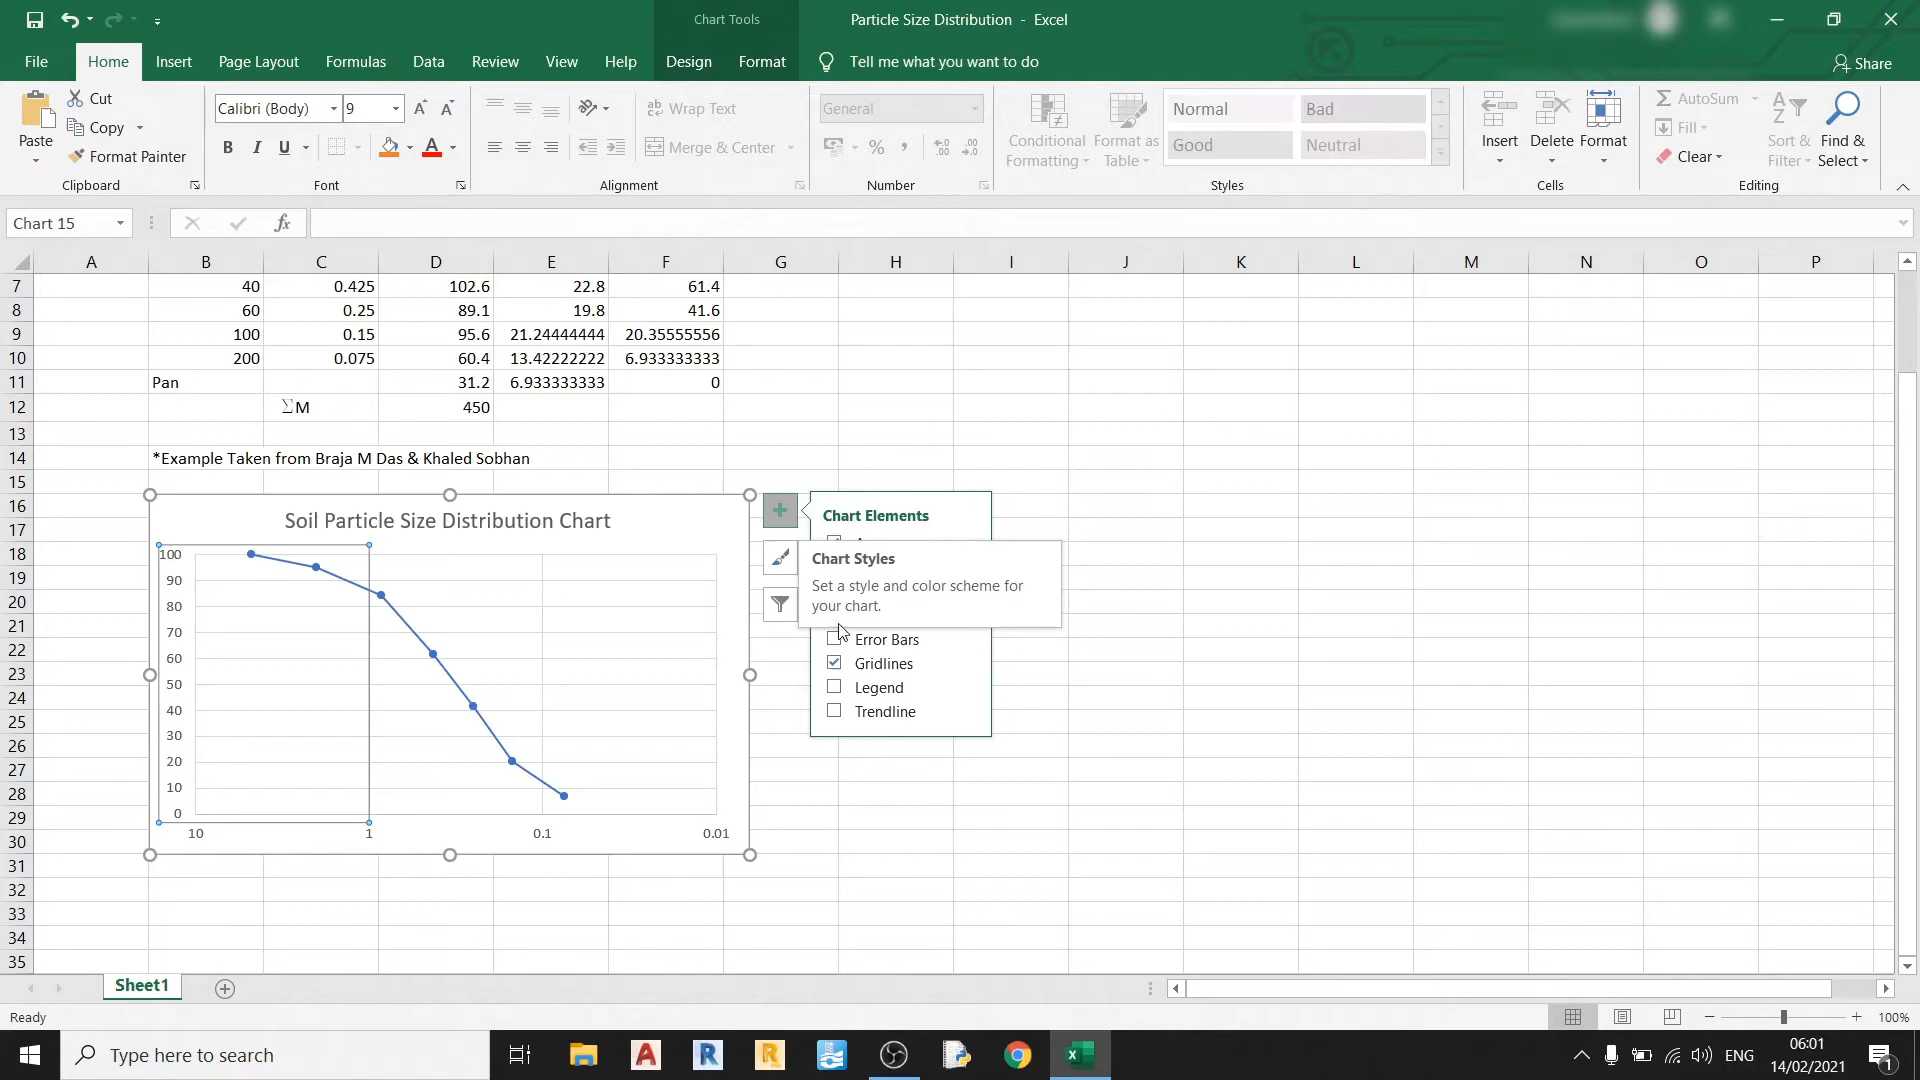 Chart Tools
Particle Size Distribution - Excel
File Home Insert Page Layout Formulas Data Review View Help Design Format Tell me what you want to do Share
Paste
Cut
Copy
Format Painter
Clipboard
Calibri (Body) 9
B I U
Font
Wrap Text
Merge & Center
Alignment
General
%
Number
Conditional Formatting
Format as Table
Normal Bad
Good Neutral
Styles
Insert Delete Format
Cells
AutoSum
Fill
Clear
Sort & Filter
Find & Select
Editing
Chart 15 fx
A B C D E F G H I J K L M N O P
7 40 0.425 102.6 22.8 61.4
8 60 0.25 89.1 19.8 41.6
9 100 0.15 95.6 21.24444444 20.35555556
10 200 0.075 60.4 13.42222222 6.933333333
11 Pan 31.2 6.933333333 0
12 ΣM 450
13
14 *Example Taken from Braja M Das & Khaled Sobhan
15
16
17
18
19
20
21
22
23
24
25
26
27
28
29
30
31
32
33
34
35
Soil Particle Size Distribution Chart
100
90
80
70
60
50
40
30
20
10
0
10 1 0.1 0.01
Chart Elements
Chart Styles
Set a style and color scheme for
your chart.
Error Bars
Gridlines
Legend
Trendline
Sheet1
Ready
100%
Type here to search
ENG
06:01
14/02/2021
1